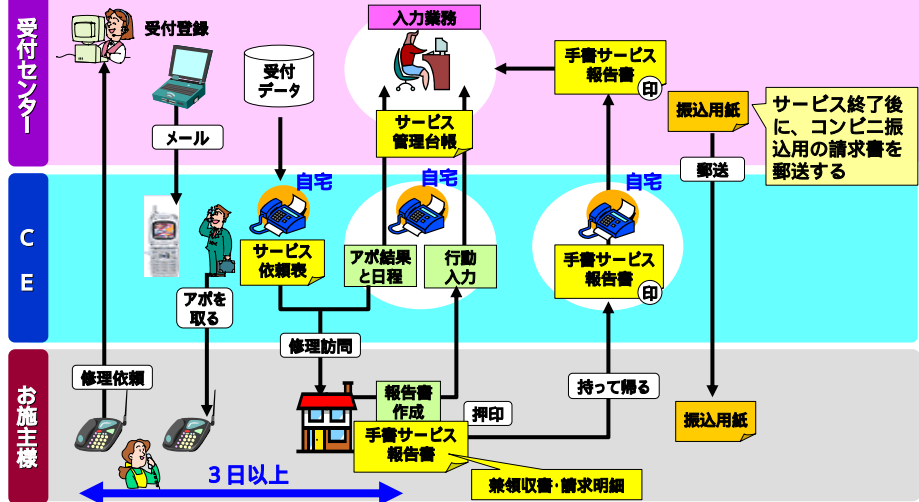 受付センター
受付登録
メール
受付
データ
入力業務
サービス
管理台帳
手書サービス
報告書
印
振込用紙
サービス終了後
に、コンビニ振
込用の請求書を
郵送する
郵送
CE
自宅
サービス
依頼表
アポを
取る
自宅
アポ結果
と日程
行動
入力
自宅
手書サービス
報告書
印
修理訪問
お施主様
修理依頼
報告書
作成
押印
手書サービス
報告書
持って帰る
振込用紙
3日以上
兼領収書・請求明細